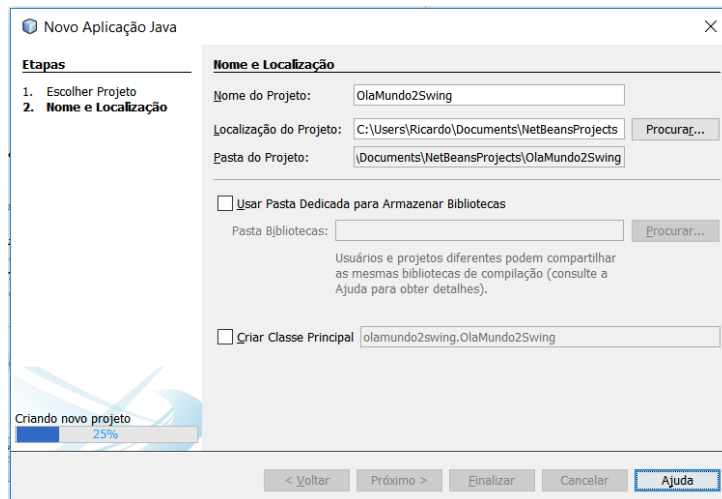 Novo Aplicação Java
Etapas
1. Escolher Projeto
2. Nome e Localização
Nome e Localização
Nome do Projeto: OlaMundo2Swing
Localização do Projeto: C:\Users\Ricardo\Documents\NetBeansProjects Procurar...
Pasta do Projeto: \Documents\NetBeansProjects\OlaMundo2Swing
Usar Pasta Dedicada para Armazenar Bibliotecas
Pasta Bibliotecas: Procurar...
Usuários e projetos diferentes podem compartilhar
as mesmas bibliotecas de compilação (consulte a
Ajuda para obter detalhes).
Criar Classe Principal olamundo2swing.OlaMundo2Swing
Criando novo projeto
25%
< Voltar Próximo > Finalizar Cancelar Ajuda